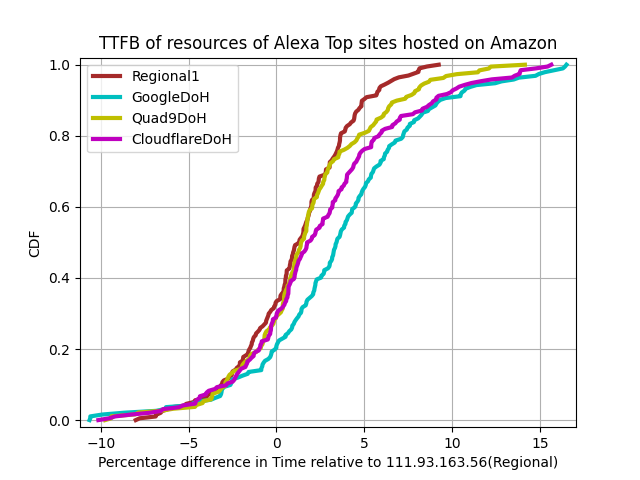 TTFB of resources of Alexa Top sites hosted on Amazon
1.0
0.8
0.6
0.4
0.2
0.0
CDF
Regional1
GoogleDoH
Quad9DoH
CloudflareDoH
−10 −5 0 5 10 15
Percentage difference in Time relative to 111.93.163.56(Regional)